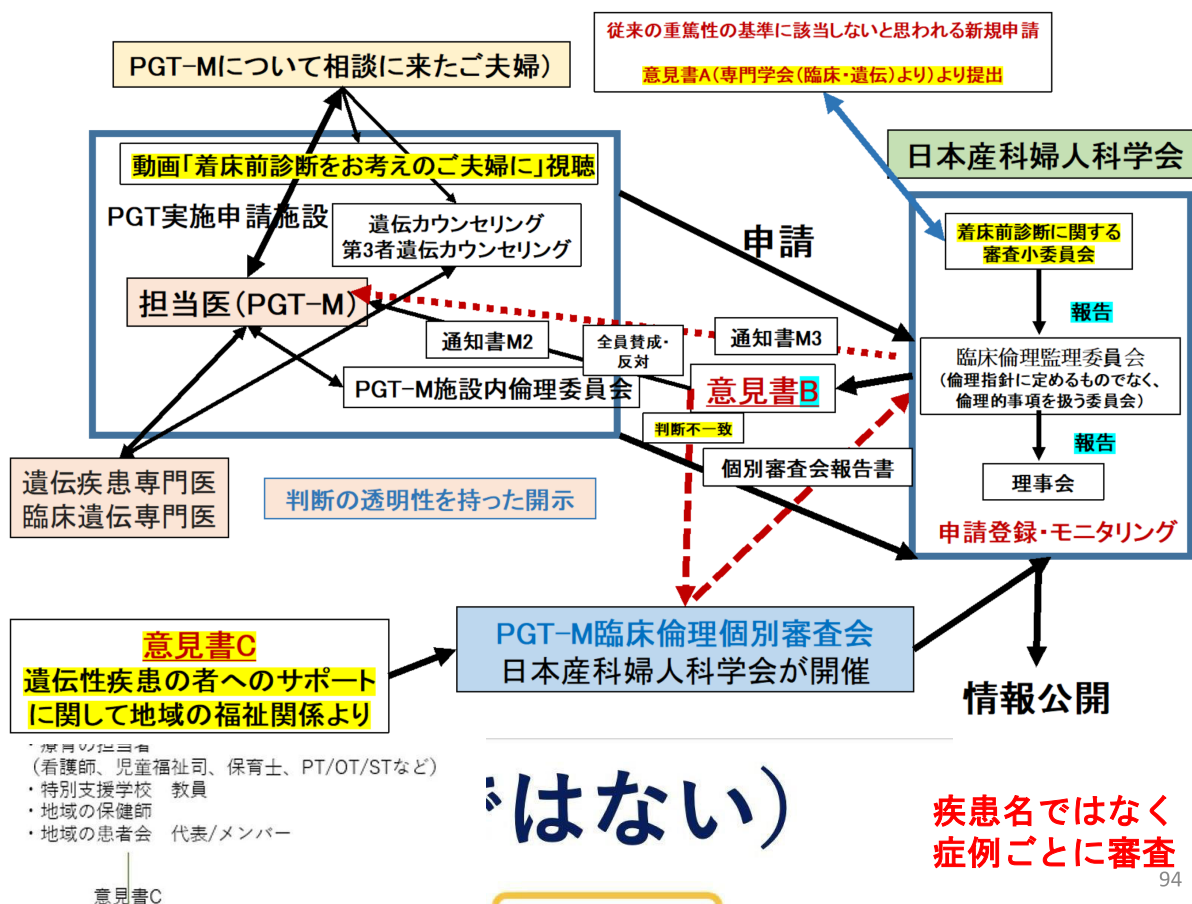 従来の重篤性の基準に該当しないと思われる新規申請
意見書A(専門学会(臨床・遺伝)より)より提出
PGT-Mについて相談に来たご夫婦)
日本産科婦人科学会
動画「着床前診断をお考えのご夫婦に」視聴
PGT実施申請施設
遺伝カウンセリング
第3者遺伝カウンセリング
申請
着床前診断に関する
審査小委員会
担当医(PGT-M)
報告
通知書M2
全員賛成・
反対
通知書M3
臨床倫理監理委員会
(倫理指針に定めるものでなく、
倫理的事項を扱う委員会)
PGT-M施設内倫理委員会
意見書B
判断不一致
報告
個別審査会報告書
理事会
遺伝疾患専門医
臨床遺伝専門医
判断の透明性を持った開示
申請登録・モニタリング
意見書C
遺伝性疾患の者へのサポート
に関して地域の福祉関係より
PGT-M臨床倫理個別審査会
日本産科婦人科学会が開催
情報公開
・療育の担当者
(看護師、児童福祉司、保育士、PT/OT/STなど)
・特別支援学校 教員
・地域の保健師
・地域の患者会 代表/メンバー
意見書C
ではない)
疾患名ではなく
症例ごとに審査
94